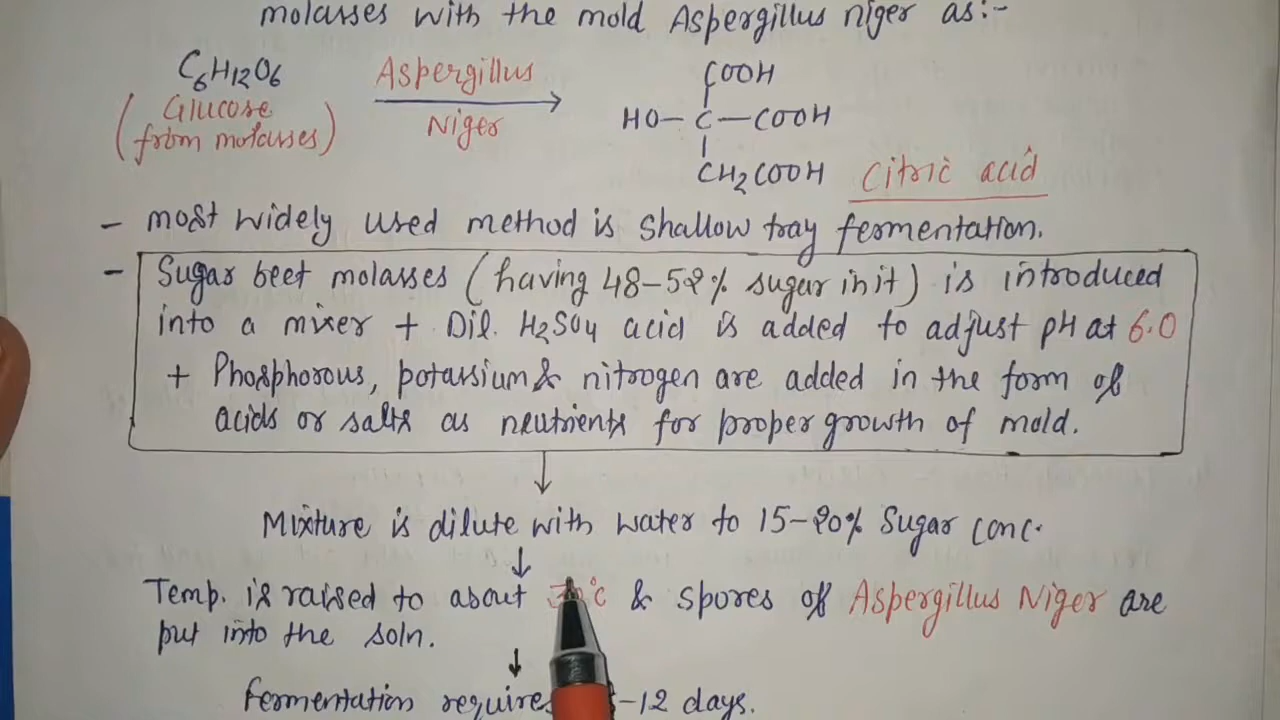 molasses with the mold Aspergillus niger as:-
C6H12O6
(Glucose
from molasses)
Aspergillus
Niger
COOH
HO-C-COOH
CH2COOH
Citric acid
- most widely used method is shallow tray fermentation.
- Sugar beet molasses (having 48-52% sugar in it) is introduced
into a mixer + Dil. H2SO4 acid is added to adjust pH at 6.0
+ Phosphorous, potassium & nitrogen are added in the form of
acids or salts as neutrients for proper growth of mold.
Mixture is dilute with water to 15-20% Sugar conc.
Temp. is raised to about °C & spores of Aspergillus Niger are
put into the soln.
Fermentation require -12 days.